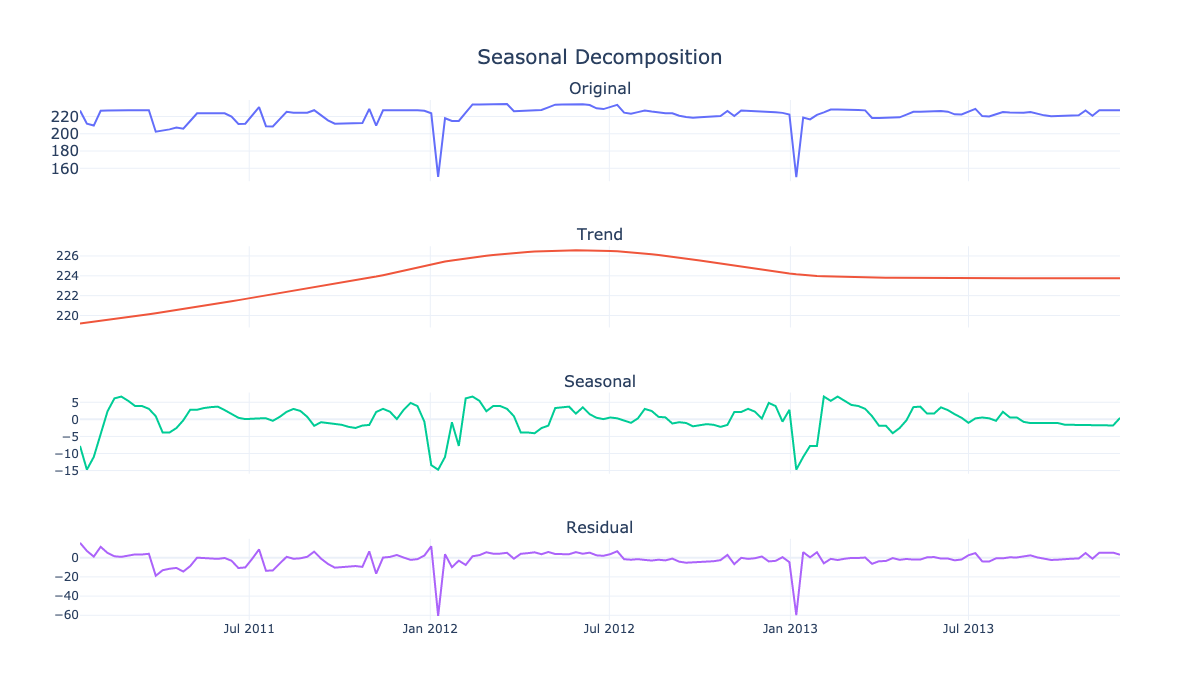 Seasonal Decomposition
Original
220
200
180
160
Trend
226
224
222
220
Seasonal
5
0
−5
−10
−15
Residual
0
−20
−40
−60
Jul 2011 Jan 2012 Jul 2012 Jan 2013 Jul 2013